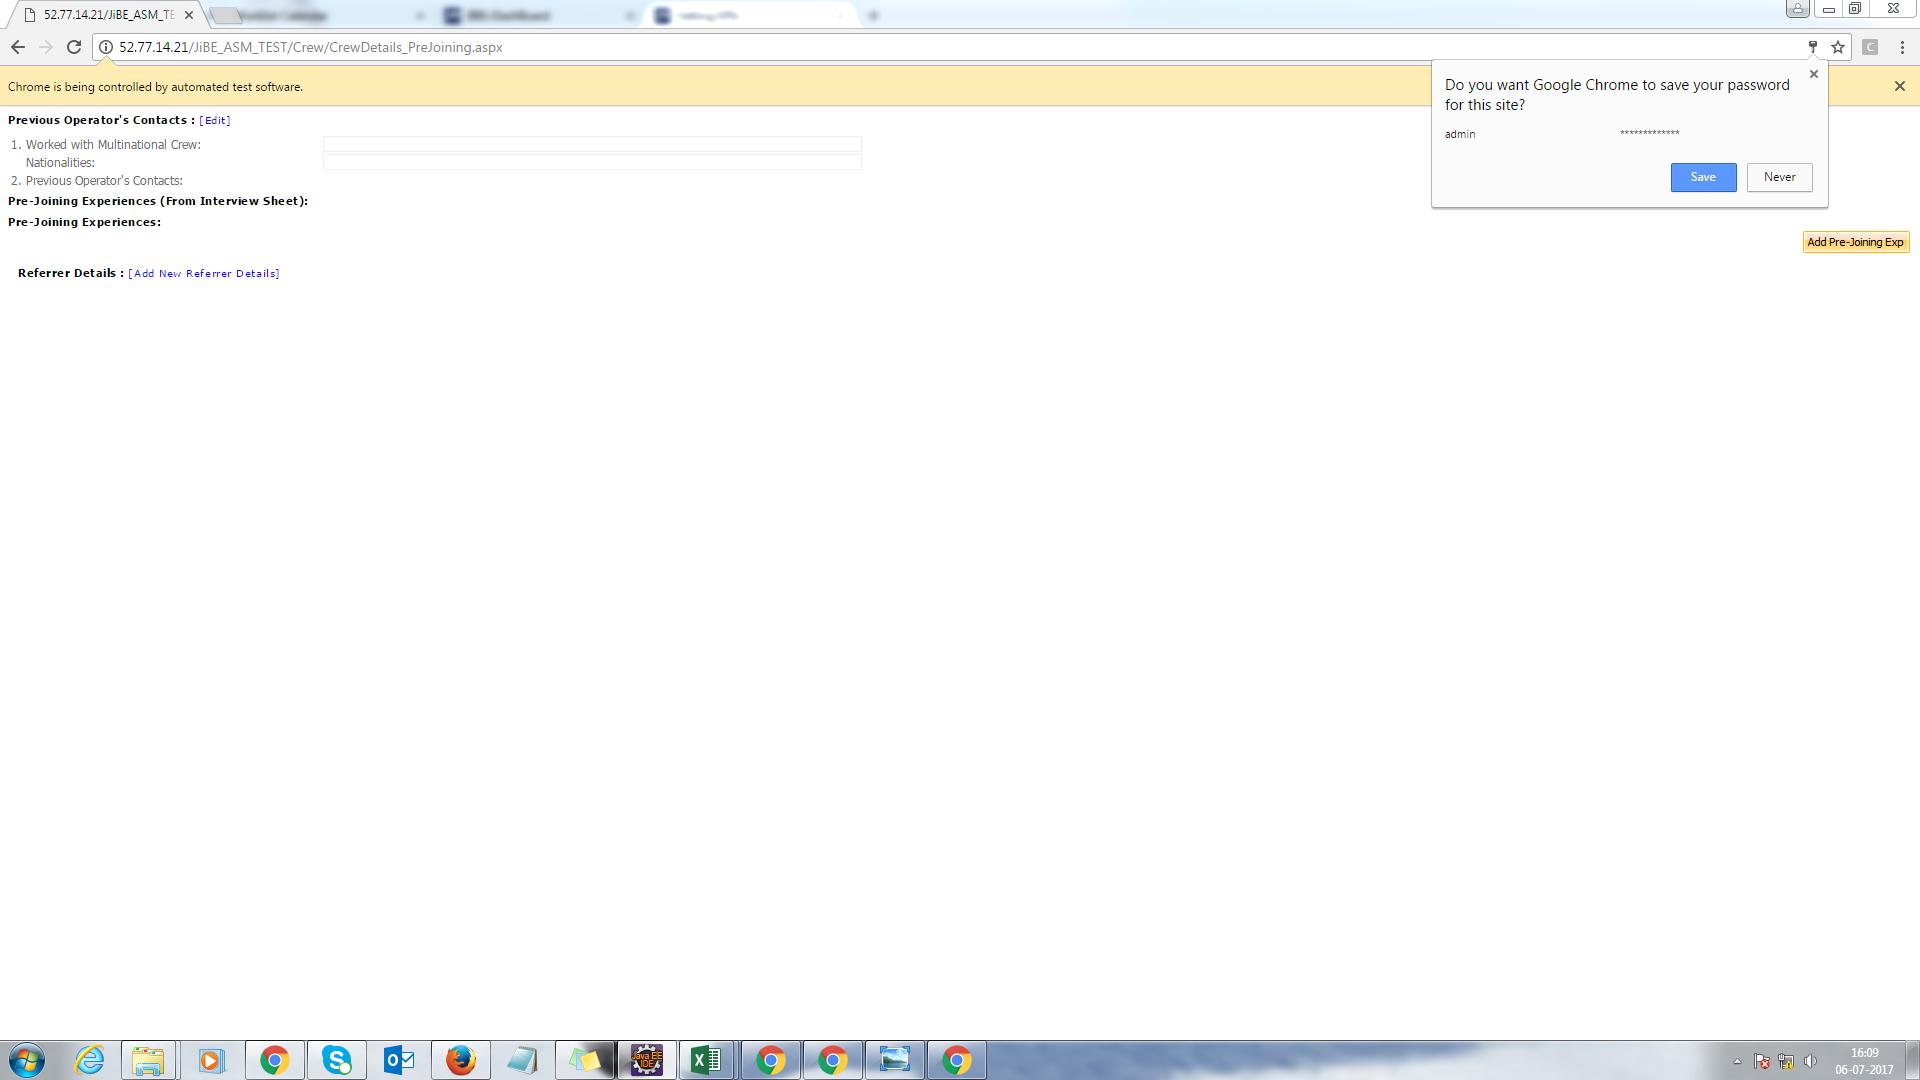 52.77.14.21/JiBE_ASM_TE
52.77.14.21/JiBE_ASM_TEST/Crew/CrewDetails_PreJoining.aspx
C
Chrome is being controlled by automated test software.
Do you want Google Chrome to save your password
for this site?
admin *************
Save Never
Previous Operator's Contacts : [Edit]
1. Worked with Multinational Crew:
Nationalities:
2. Previous Operator's Contacts:
Pre-Joining Experiences (From Interview Sheet):
Pre-Joining Experiences:
Add Pre-Joining Exp
Referrer Details : [Add New Referrer Details]
Java EE
IDE
16:09
06-07-2017